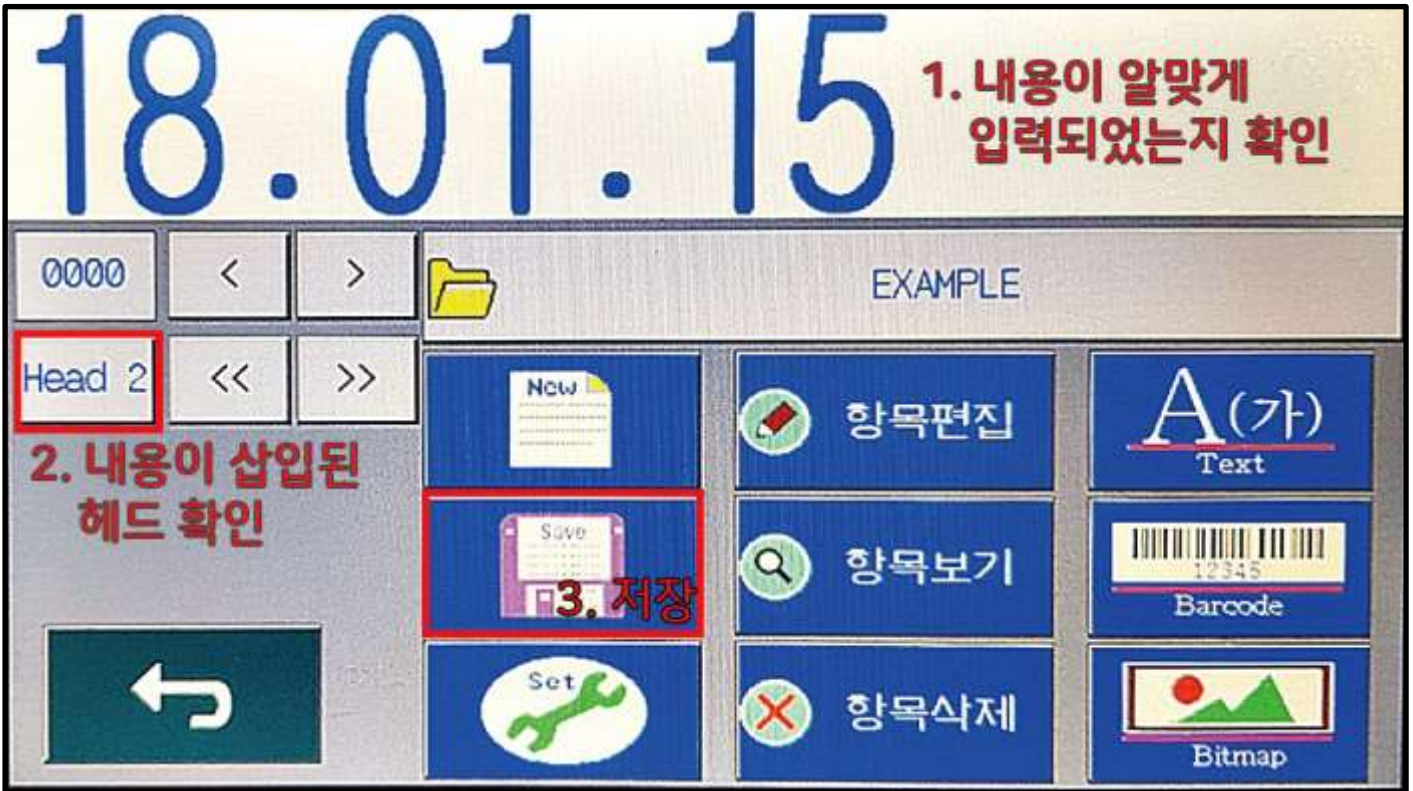 18.01.15
1. 내용이 알맞게
입력되었는지 확인
0000
<
>
EXAMPLE
Head 2
<<
>>
2. 내용이 삽입된
헤드 확인
New
항목편집
A(가)
Text
Save
3. 저장
항목보기
12345
Barcode
Set
항목삭제
Bitmap